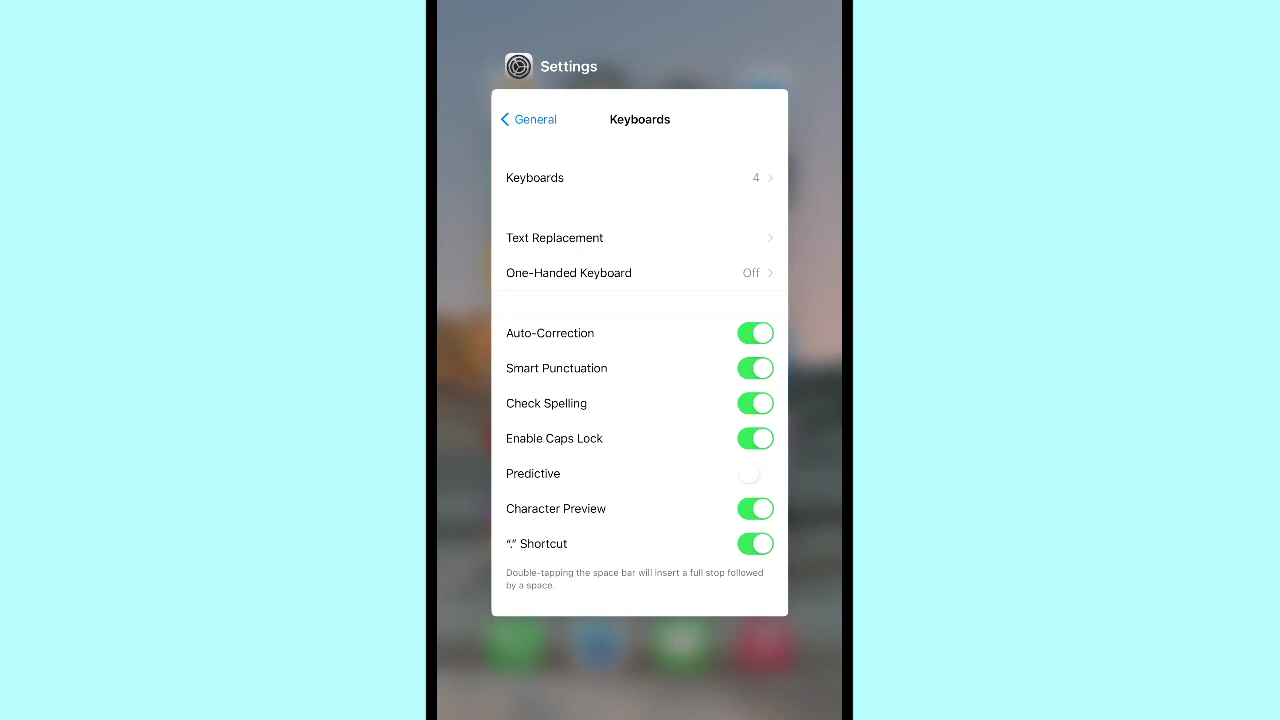 Settings
General
Keyboards
Keyboards 4
Text Replacement
One-Handed Keyboard Off
Auto-Correction
Smart Punctuation
Check Spelling
Enable Caps Lock
Predictive
Character Preview
“.” Shortcut
Double-tapping the space bar will insert a full stop followed
by a space.